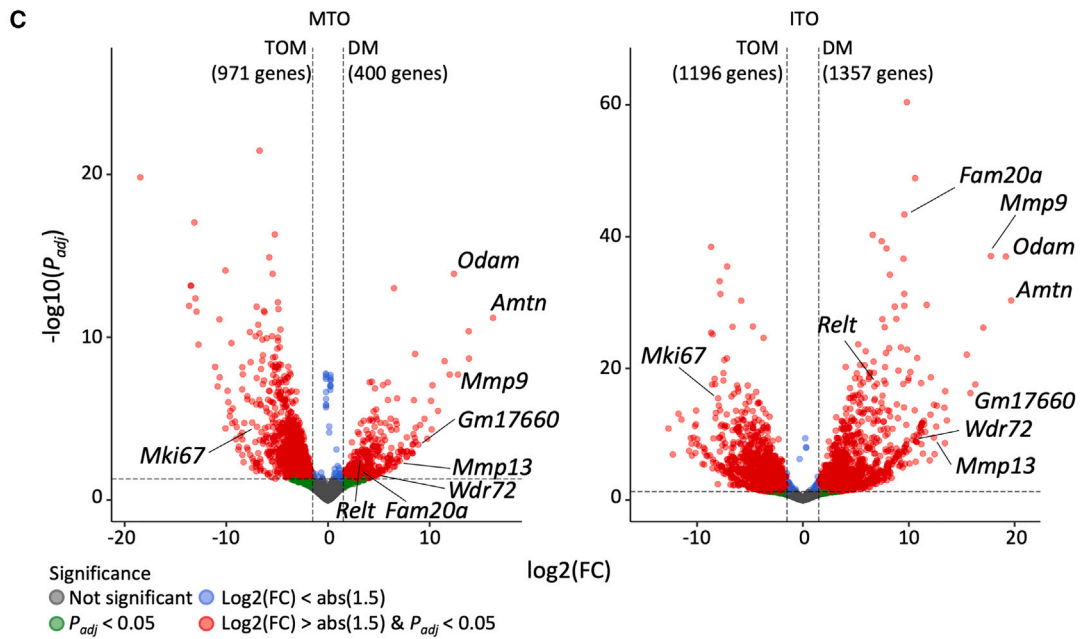 C
MTO
TOM
(971 genes)
DM
(400 genes)
-log10(Padj)
20
10
0
-20
-10
0
10
Odam
Amtn
Mmp9
Gm17660
Mki67
Mmp13
Wdr72
Relt
Fam20a
ITO
TOM
(1196 genes)
DM
(1357 genes)
60
40
20
0
-10
0
10
20
Fam20a
Mmp9
Odam
Amtn
Relt
Mki67
Gm17660
Wdr72
Mmp13
log2(FC)
Significance
Not significant
Log2(FC) < abs(1.5)
Padj < 0.05
Log2(FC) > abs(1.5) & Padj < 0.05